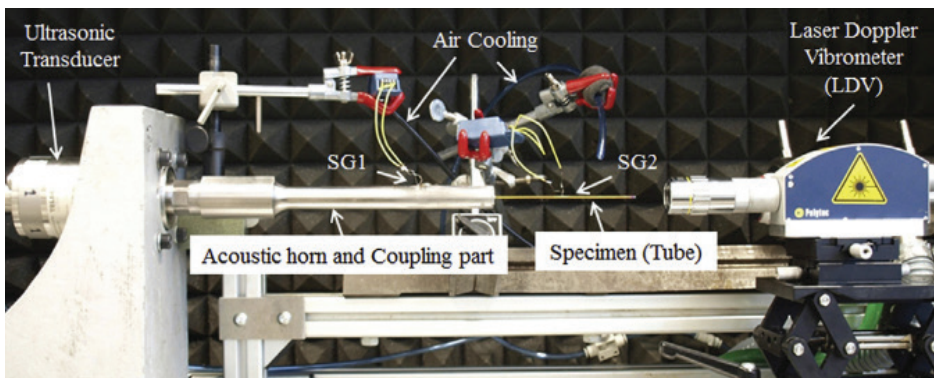 Ultrasonic
Transducer
Air Cooling
Laser Doppler
Vibrometer
(LDV)
SG1
SG2
Polytec
Acoustic horn and Coupling part
Specimen (Tube)